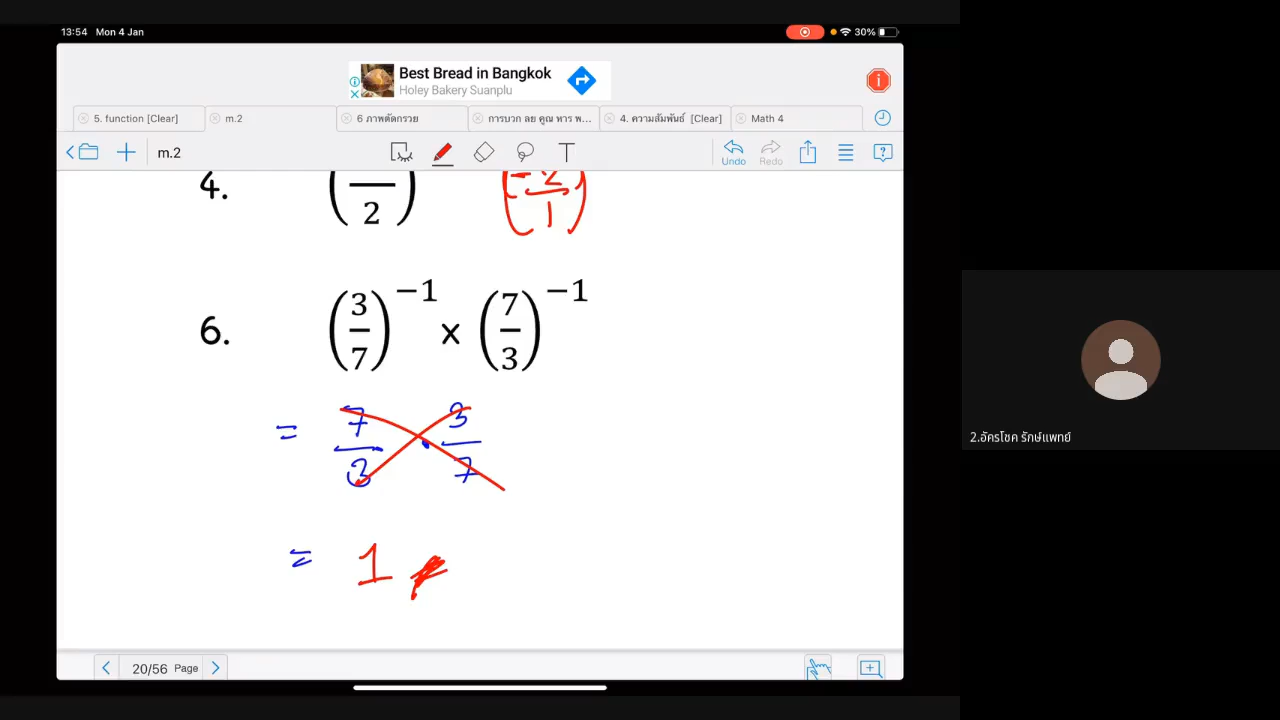 13:54 Mon 4 Jan 30%
Best Bread in Bangkok
Holey Bakery Suanplu
5. function [Clear] m.2 6 ภาพตัดกรวย การบวก ลบ คูณ หาร พ... 4. ความสัมพันธ์ [Clear] Math 4
m.2 T Undo Redo
4. (/2) (-2/1)
6. (3/7)^−1 x (7/3)^−1
= 7/3 · 3/7
= 1
20/56 Page
2.อัครโชค รักษ์แพทย์